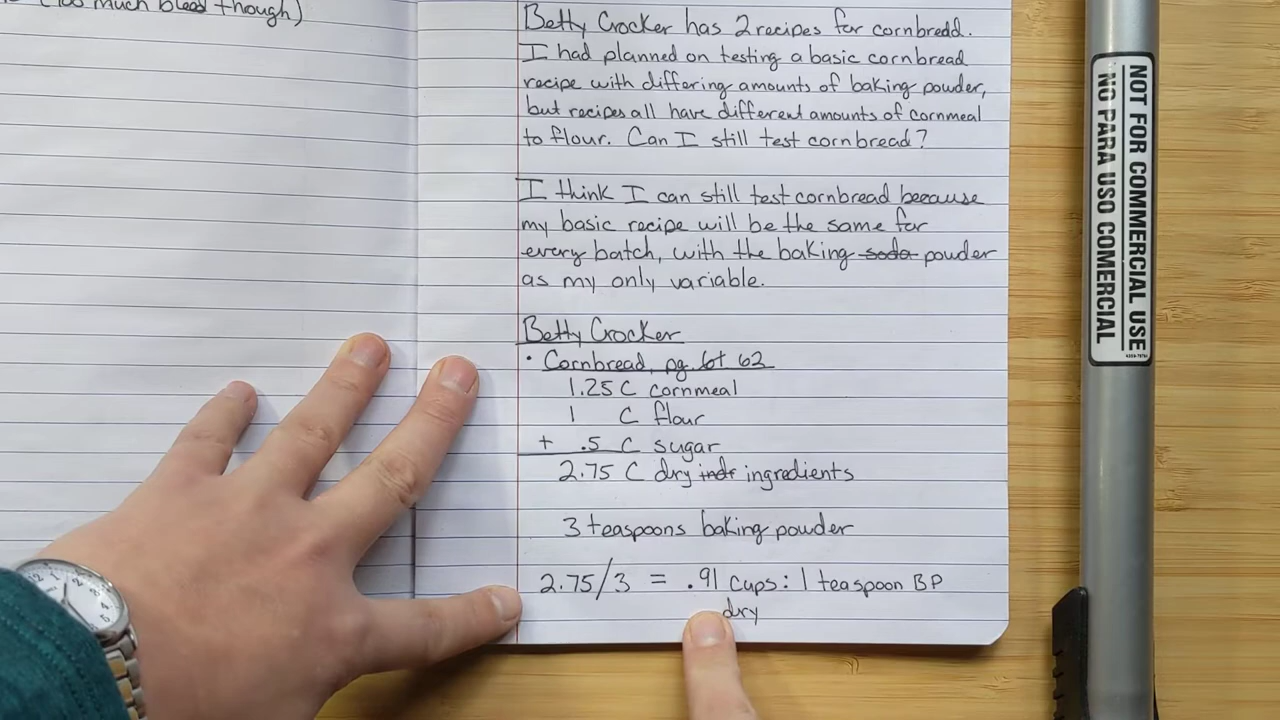 (too much bleed though)
Betty Crocker has 2 recipes for cornbredd.
I had planned on testing a basic cornbread
recipe with differing amounts of baking powder,
but recipes all have different amounts of cornmeal
to flour. Can I still test cornbread?
I think I can still test cornbread because
my basic recipe will be the same for
every batch, with the baking soda powder
as my only variable.
Betty Crocker
• Cornbread, pg. 62
1.25 C cornmeal
1 C flour
+ .5 C sugar
2.75 C dry ingredients
3 teaspoons baking powder
2.75/3 = .91 cups : 1 teaspoon BP
dry
NOT FOR COMMERCIAL USE
NO PARA USO COMERCIAL